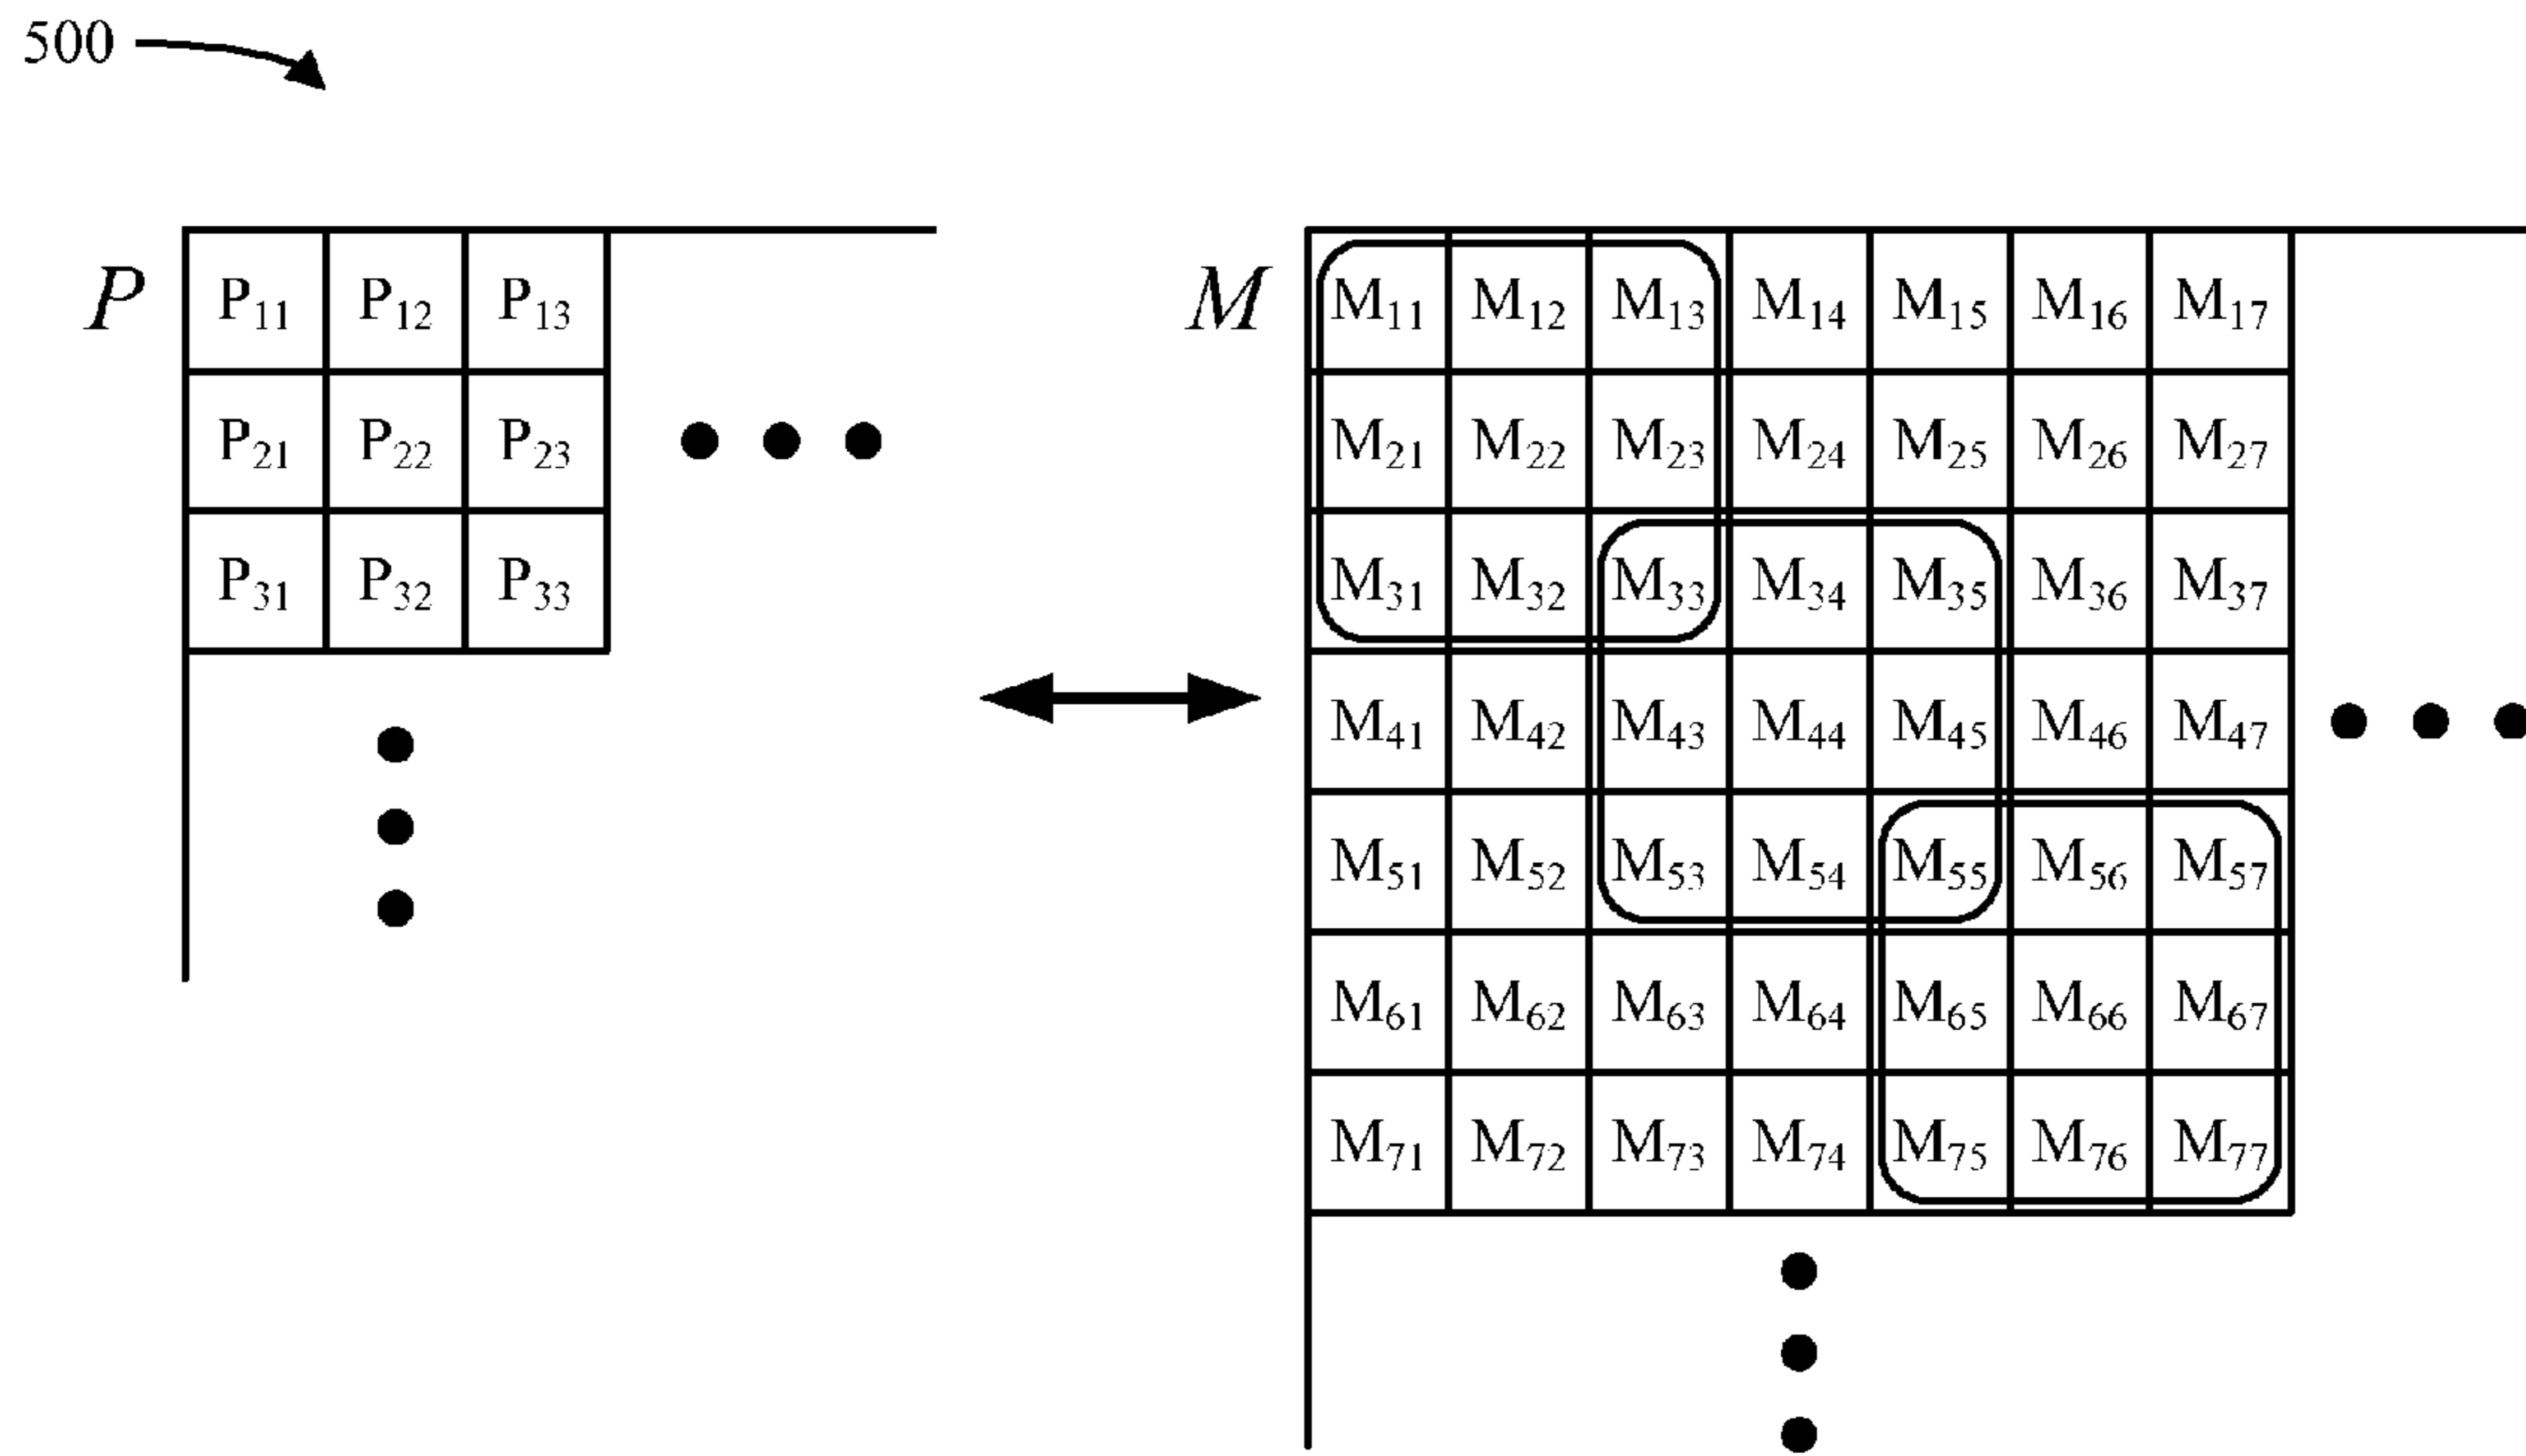 500
P P₁₁ P₁₂ P₁₃
P₂₁ P₂₂ P₂₃
P₃₁ P₃₂ P₃₃
M M₁₁ M₁₂ M₁₃ M₁₄ M₁₅ M₁₆ M₁₇
M₂₁ M₂₂ M₂₃ M₂₄ M₂₅ M₂₆ M₂₇
M₃₁ M₃₂ M₃₃ M₃₄ M₃₅ M₃₆ M₃₇
M₄₁ M₄₂ M₄₃ M₄₄ M₄₅ M₄₆ M₄₇
M₅₁ M₅₂ M₅₃ M₅₄ M₅₅ M₅₆ M₅₇
M₆₁ M₆₂ M₆₃ M₆₄ M₆₅ M₆₆ M₆₇
M₇₁ M₇₂ M₇₃ M₇₄ M₇₅ M₇₆ M₇₇